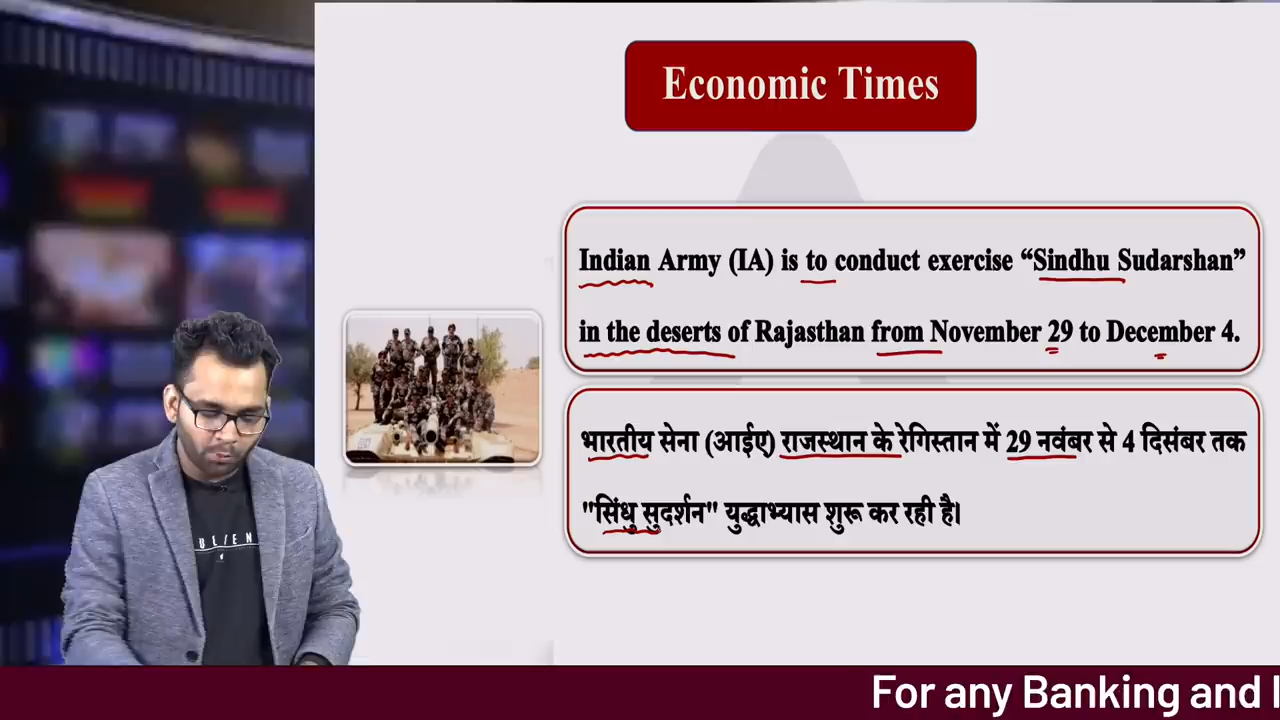 Economic Times
Indian Army (IA) is to conduct exercise “Sindhu Sudarshan”
in the deserts of Rajasthan from November 29 to December 4.
भारतीय सेना (आईए) राजस्थान के रेगिस्तान में 29 नवंबर से 4 दिसंबर तक
"सिंधु सुदर्शन" युद्धाभ्यास शुरू कर रही है।
For any Banking and